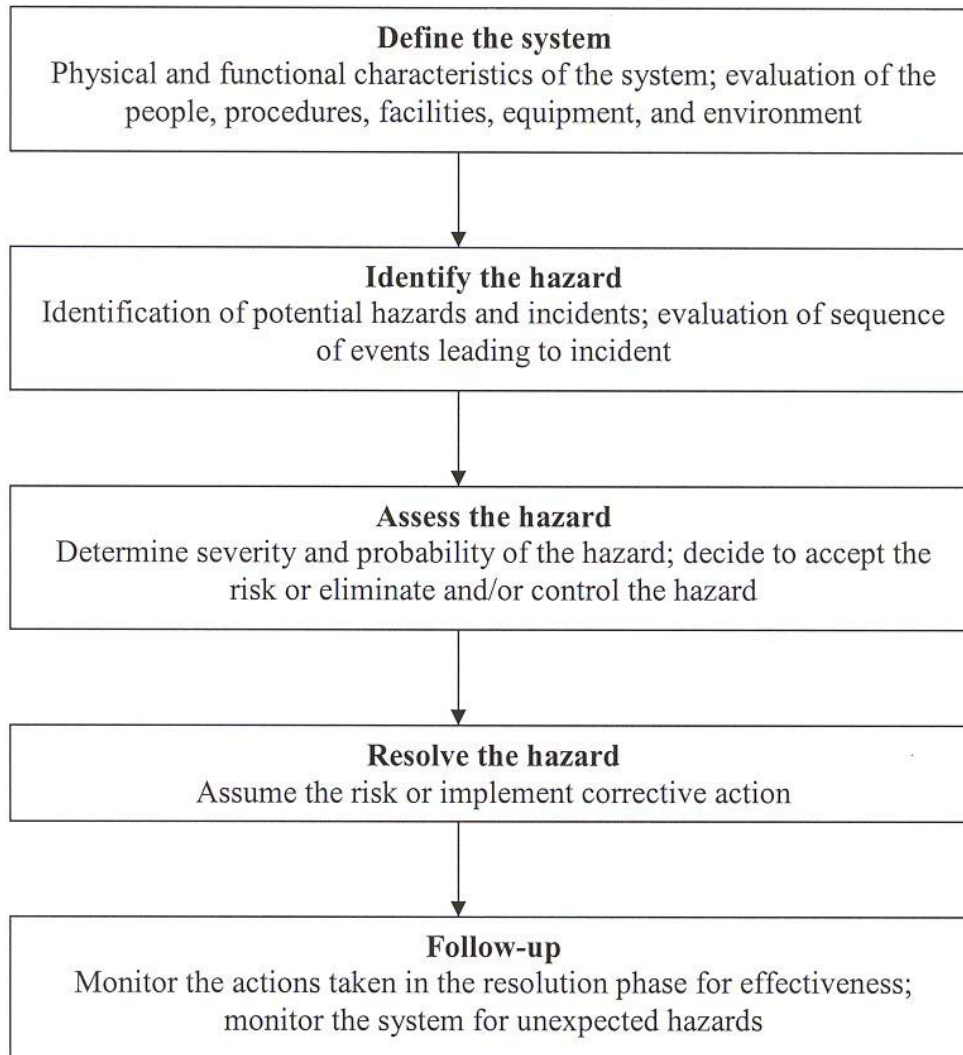 Define the system
Physical and functional characteristics of the system; evaluation of the
people, procedures, facilities, equipment, and environment
Identify the hazard
Identification of potential hazards and incidents; evaluation of sequence
of events leading to incident
Assess the hazard
Determine severity and probability of the hazard; decide to accept the
risk or eliminate and/or control the hazard
Resolve the hazard
Assume the risk or implement corrective action
Follow-up
Monitor the actions taken in the resolution phase for effectiveness;
monitor the system for unexpected hazards